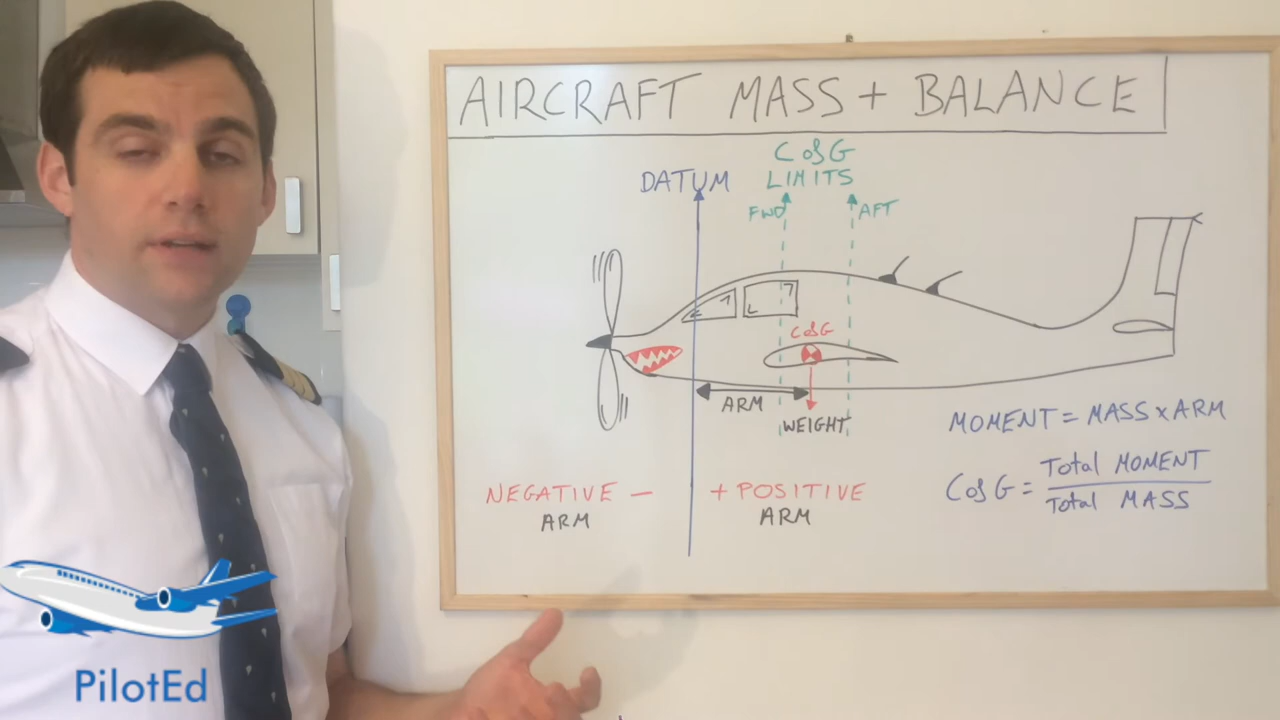 AIRCRAFT MASS + BALANCE
C of G
LIMITS
DATUM
FWD
AFT
C of G
ARM
WEIGHT
MOMENT = MASS x ARM
C of G = Total MOMENT
Total MASS
NEGATIVE −
ARM
+ POSITIVE
ARM
PilotEd